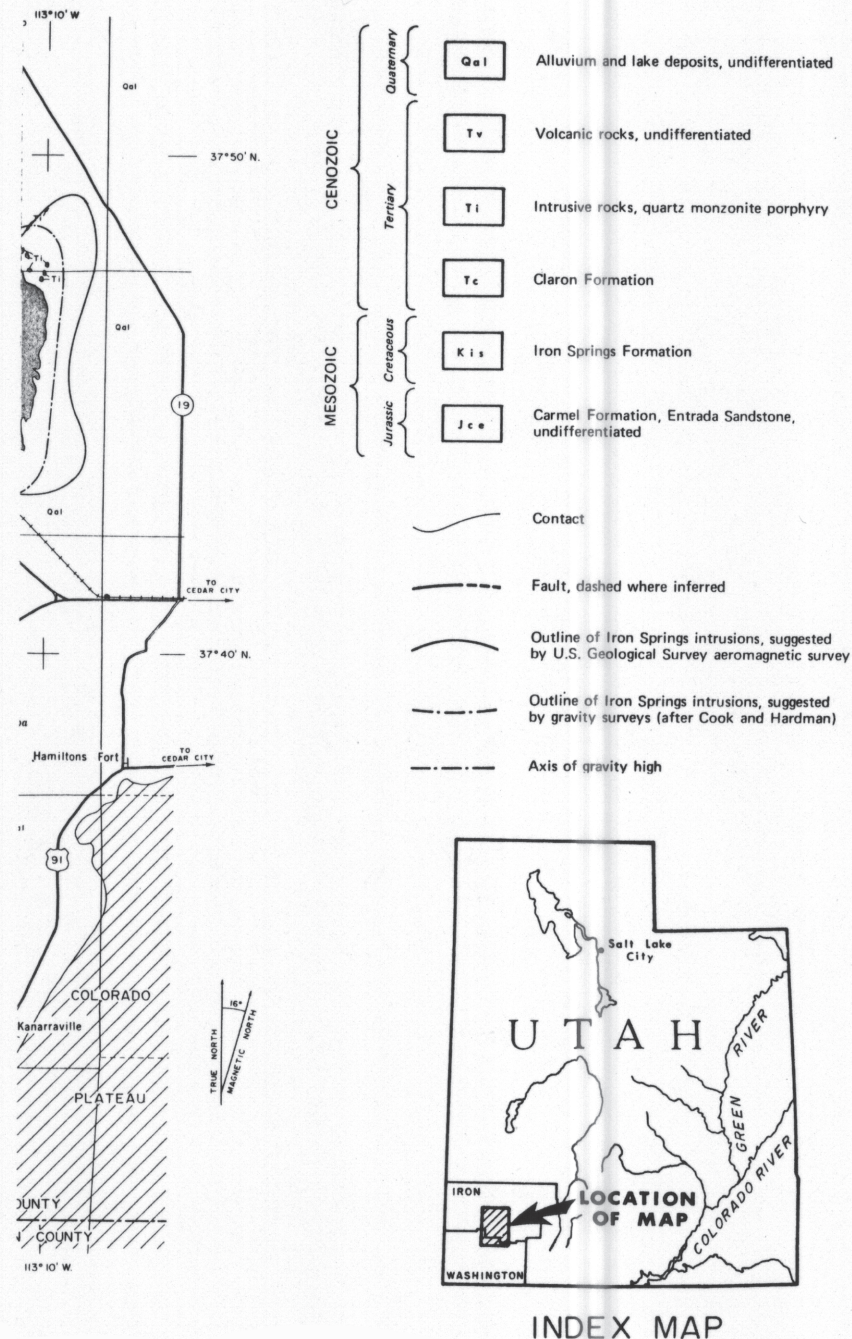 113°10' W
Qal
37°50' N.
Ti
Ti
Qal
19
Qal
TO
CEDAR CITY
37°40' N.
Hamiltons Fort
TO
CEDAR CITY
91
COLORADO
Kanarraville
PLATEAU
COUNTY
COUNTY
113°10' W.
16°
TRUE NORTH
MAGNETIC NORTH
CENOZOIC
Quaternary
Qal Alluvium and lake deposits, undifferentiated
Tertiary
Tv Volcanic rocks, undifferentiated
Ti Intrusive rocks, quartz monzonite porphyry
Tc Claron Formation
MESOZOIC
Cretaceous
Kis Iron Springs Formation
Jurassic
Jce Carmel Formation, Entrada Sandstone,
undifferentiated
Contact
Fault, dashed where inferred
Outline of Iron Springs intrusions, suggested
by U.S. Geological Survey aeromagnetic survey
Outline of Iron Springs intrusions, suggested
by gravity surveys (after Cook and Hardman)
Axis of gravity high
Salt Lake
City
UTAH
GREEN RIVER
COLORADO RIVER
IRON
LOCATION
OF MAP
WASHINGTON
INDEX MAP